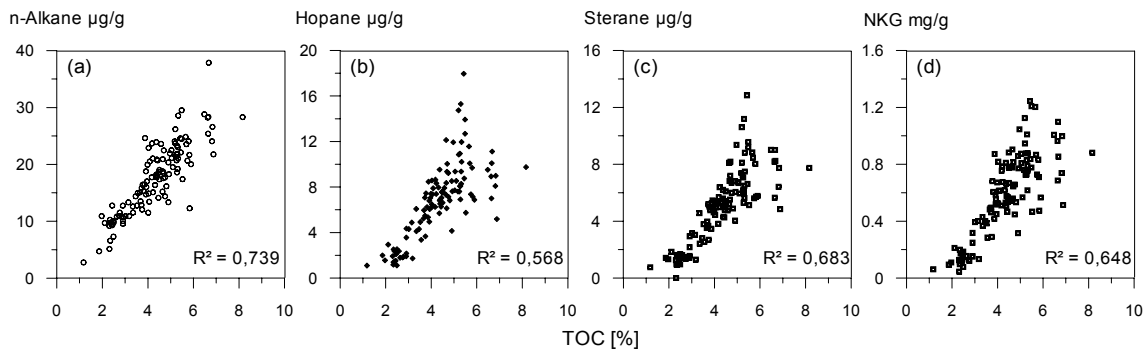 n-Alkane µg/g
Hopane µg/g
Sterane µg/g
NKG mg/g
40
30
20
10
0
(a)
R² = 0,739
0 2 4 6 8 10
20
16
12
8
4
0
(b)
R² = 0,568
0 2 4 6 8 10
16
12
8
4
0
(c)
R² = 0,683
0 2 4 6 8 10
1.6
1.2
0.8
0.4
0
(d)
R² = 0,648
0 2 4 6 8 10
TOC [%]